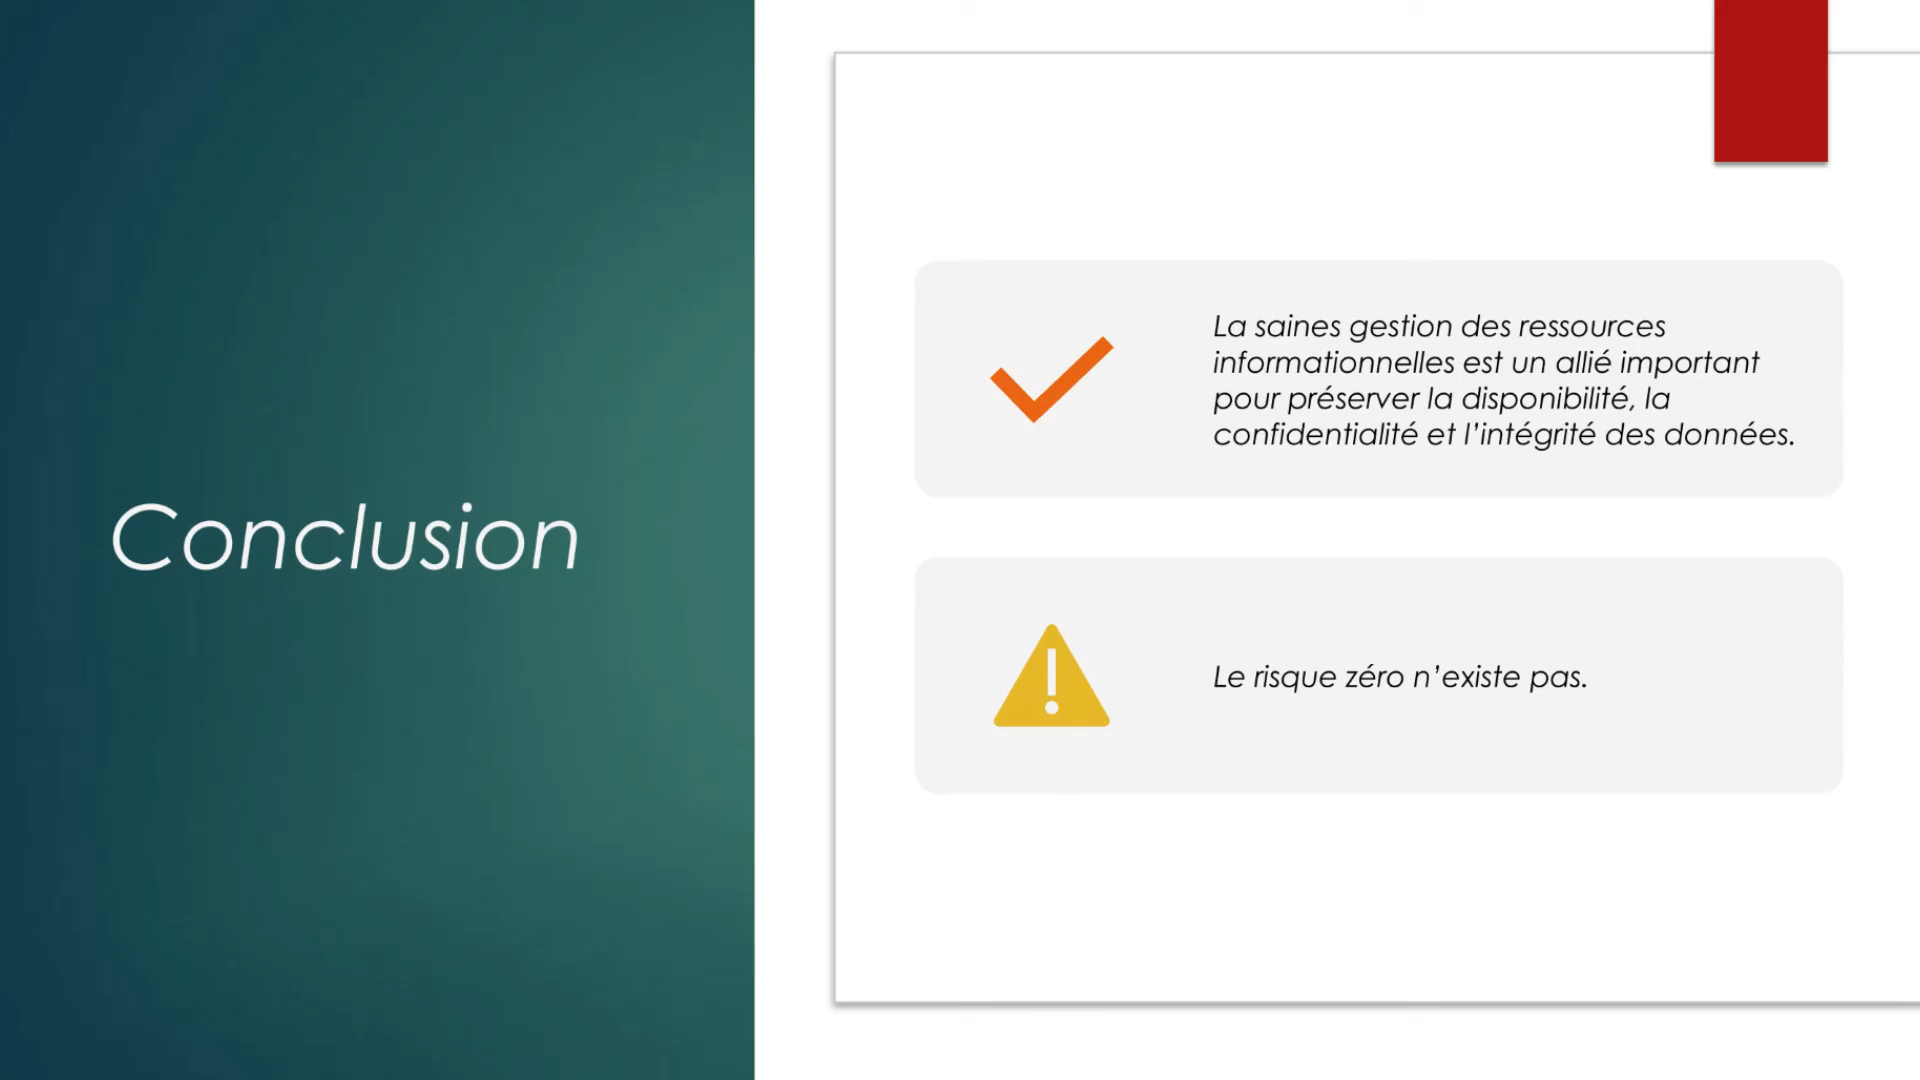 Conclusion
La saines gestion des ressources
informationnelles est un allié important
pour préserver la disponibilité, la
confidentialité et l’intégrité des données.
Le risque zéro n’existe pas.